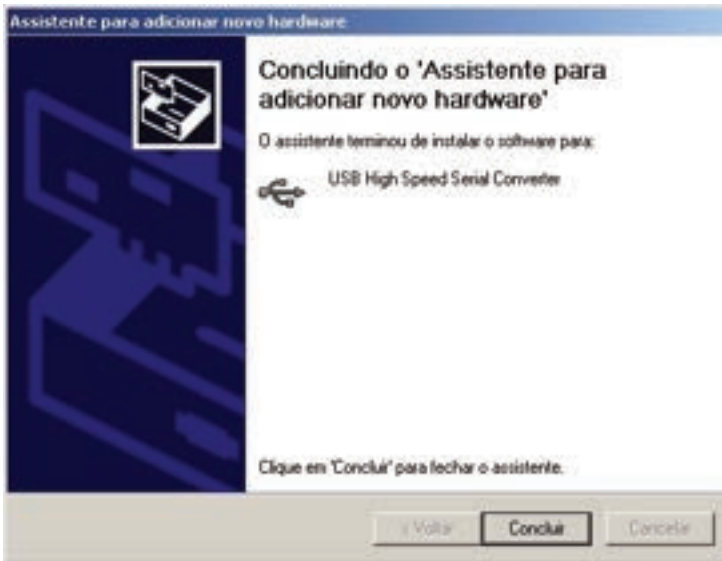 Assistente para adicionar novo hardware
Concluindo o 'Assistente para
adicionar novo hardware'
O assistente terminou de instalar o software para:
USB High Speed Serial Converter
Clique em 'Concluir' para fechar o assistente.
< Voltar
Concluir
Cancelar